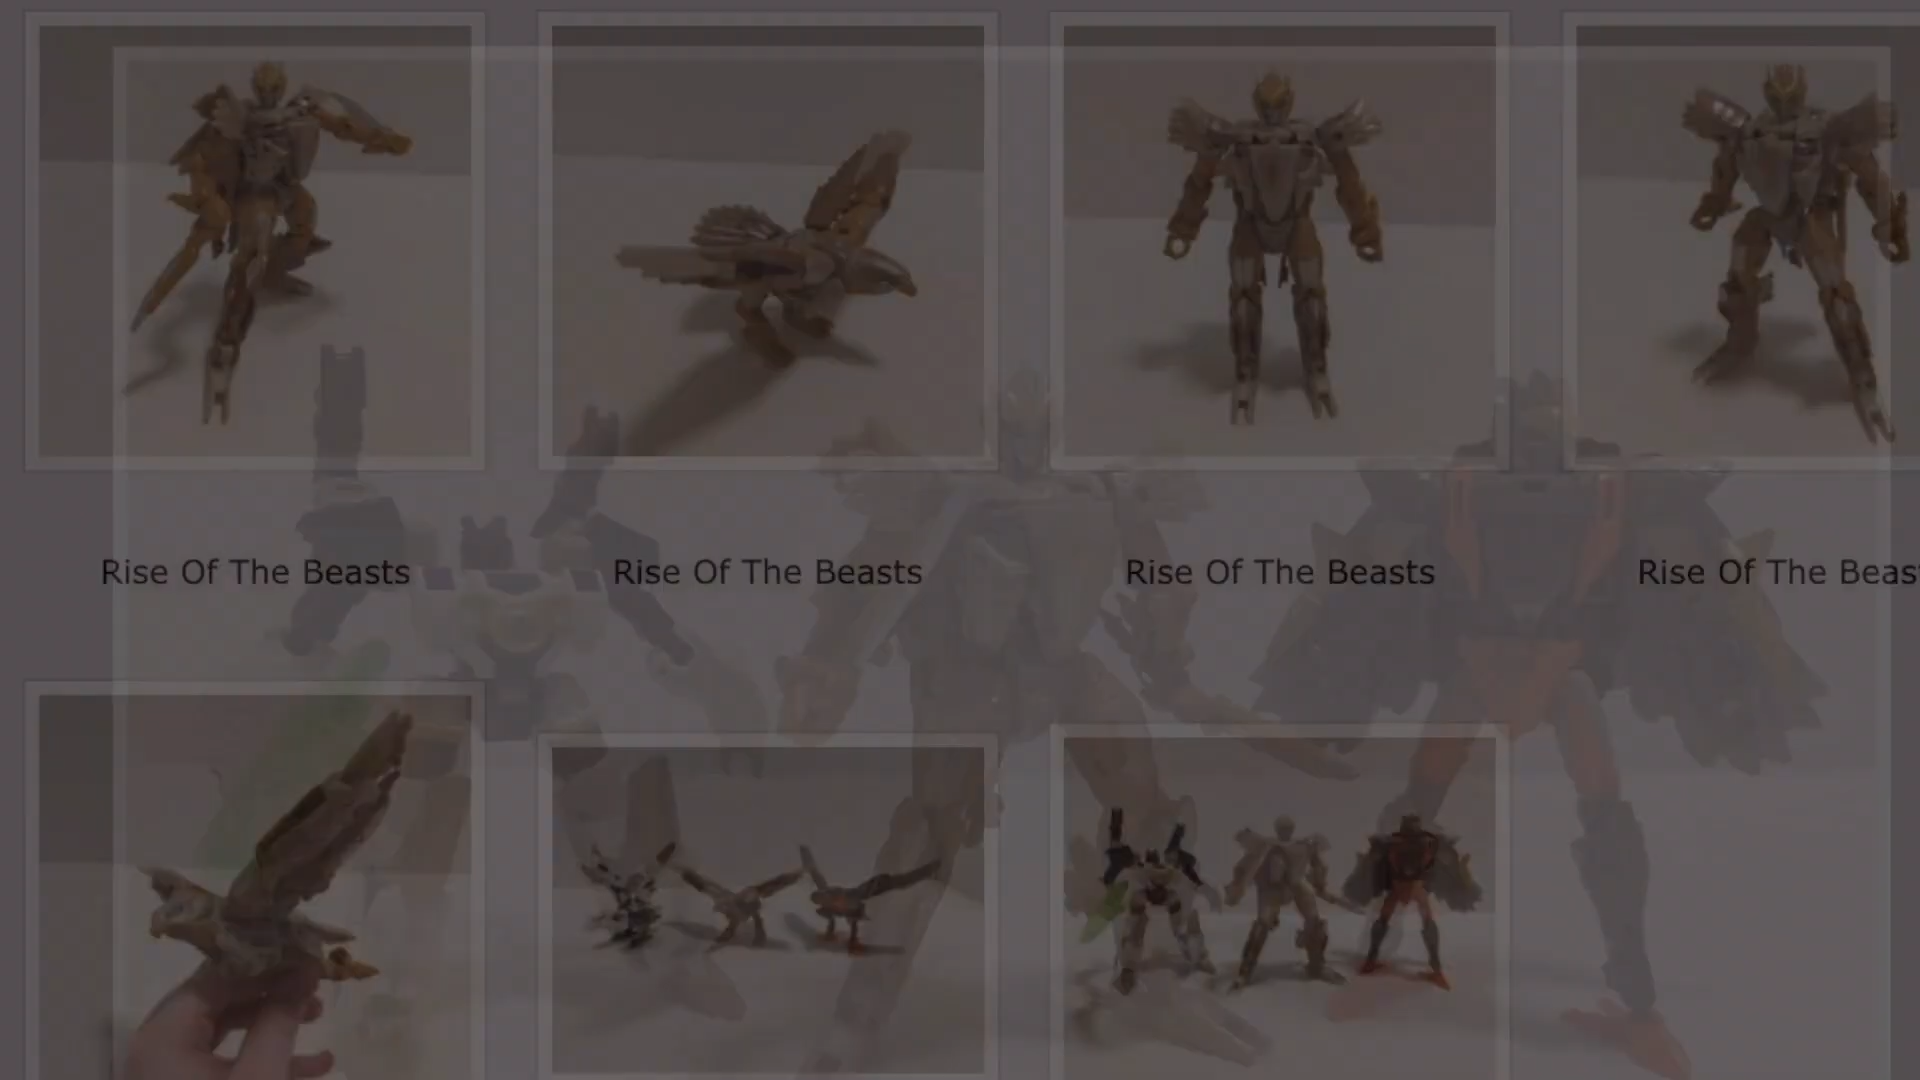 Rise Of The Beasts
Rise Of The Beasts
Rise Of The Beasts
Rise Of The Beas